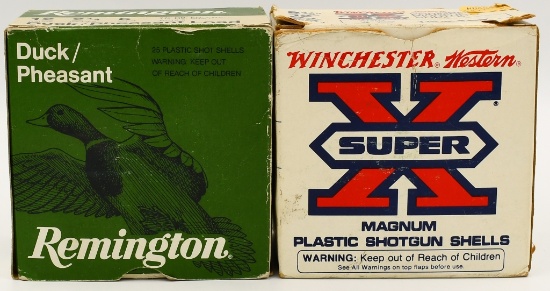 Duck/
Pheasant
25 PLASTIC SHOT SHELLS
WARNING: KEEP OUT
OF REACH OF CHILDREN
Remington®
WINCHESTER® Western®
SUPER
X
MAGNUM
PLASTIC SHOTGUN SHELLS
WARNING: Keep out of Reach of Children
See All Warnings on top flaps before use.